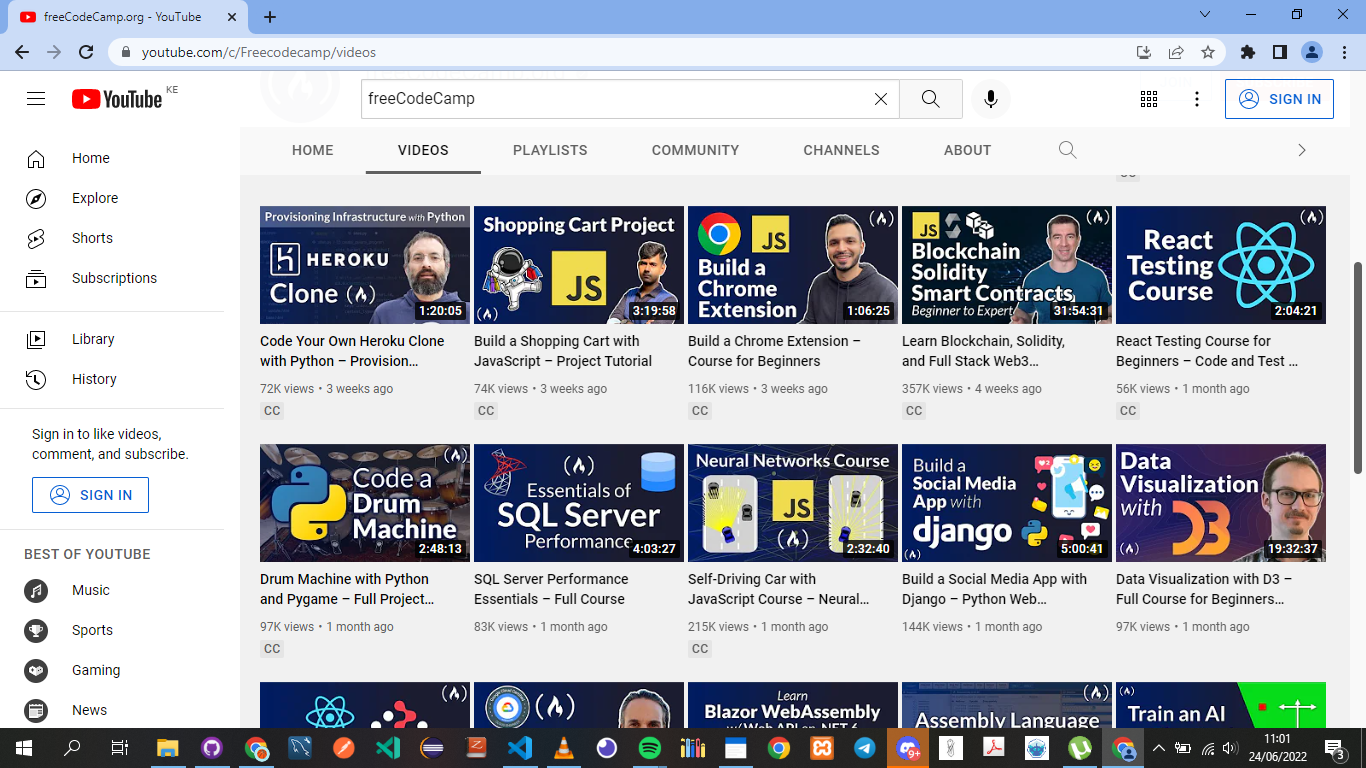 freeCodeCamp.org - YouTube
youtube.com/c/Freecodecamp/videos
YouTube KE
freeCodeCamp
SIGN IN
HOME VIDEOS PLAYLISTS COMMUNITY CHANNELS ABOUT
Home
Explore
Shorts
Subscriptions
Library
History
Sign in to like videos,
comment, and subscribe.
SIGN IN
BEST OF YOUTUBE
Music
Sports
Gaming
News
CC
Provisioning Infrastructure with Python
HEROKU
Clone
1:20:05
Code Your Own Heroku Clone
with Python – Provision…
72K views • 3 weeks ago
CC
Shopping Cart Project
JS
3:19:58
Build a Shopping Cart with
JavaScript – Project Tutorial
74K views • 3 weeks ago
CC
JS
Build a
Chrome
Extension
1:06:25
Build a Chrome Extension –
Course for Beginners
116K views • 3 weeks ago
CC
JS
Blockchain
Solidity
Smart Contracts
Beginner to Expert
31:54:31
Learn Blockchain, Solidity,
and Full Stack Web3…
357K views • 4 weeks ago
CC
React
Testing
Course
2:04:21
React Testing Course for
Beginners – Code and Test …
56K views • 1 month ago
CC
Code a
Drum
Machine
2:48:13
Drum Machine with Python
and Pygame – Full Project…
97K views • 1 month ago
CC
Essentials of
SQL Server
Performance
4:03:27
SQL Server Performance
Essentials – Full Course
83K views • 1 month ago
Neural Networks Course
JS
2:32:40
Self-Driving Car with
JavaScript Course – Neural…
215K views • 1 month ago
CC
Build a
Social Media
App with
django
2
5:00:41
Build a Social Media App with
Django – Python Web…
144K views • 1 month ago
Data
Visualization
with
D3
19:32:37
Data Visualization with D3 –
Full Course for Beginners…
97K views • 1 month ago
Learn
Blazor WebAssembly
Assembly Language
Train an AI
9+
11:01
24/06/2022
3